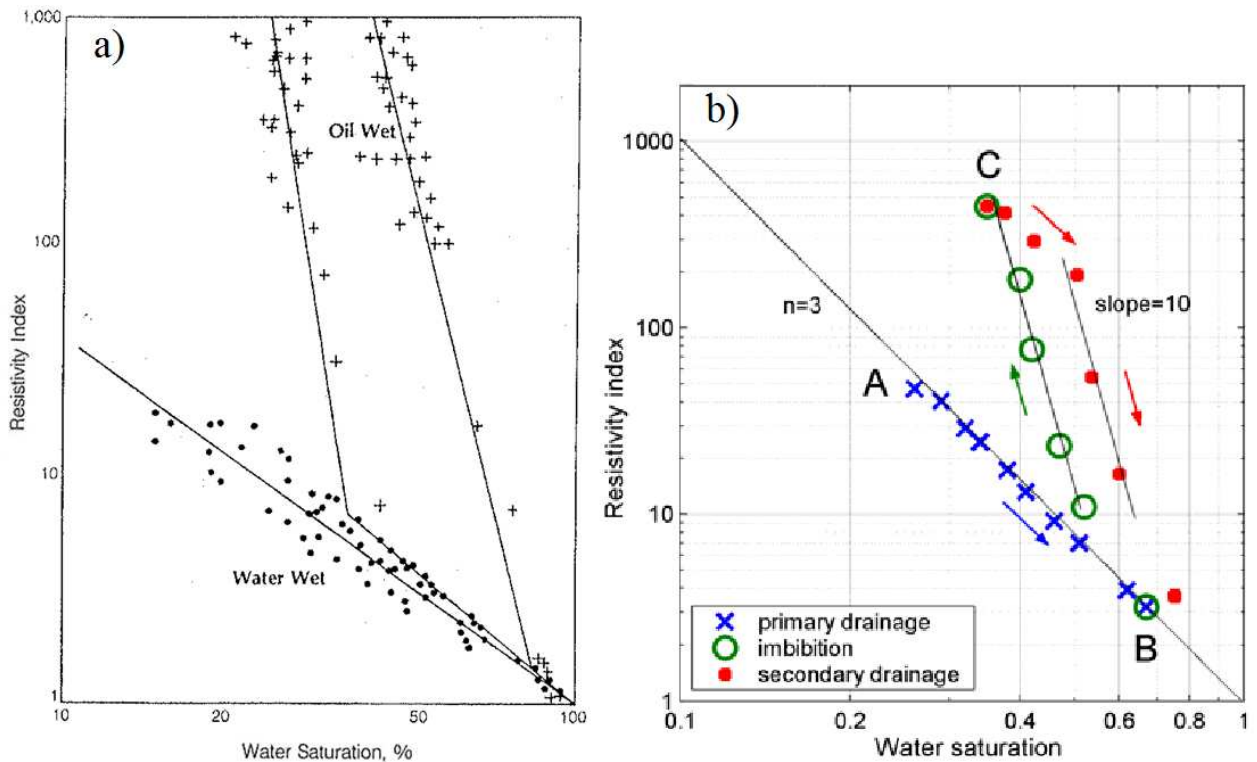 a)
1,000
100
10
1
Resistivity Index
Oil Wet
Water Wet
10
20
50
100
Water Saturation, %
b)
1000
100
10
1
Resistivity index
C
n=3
slope=10
A
B
primary drainage
imbibition
secondary drainage
0.1
0.2
0.4
0.6
0.8
1
Water saturation